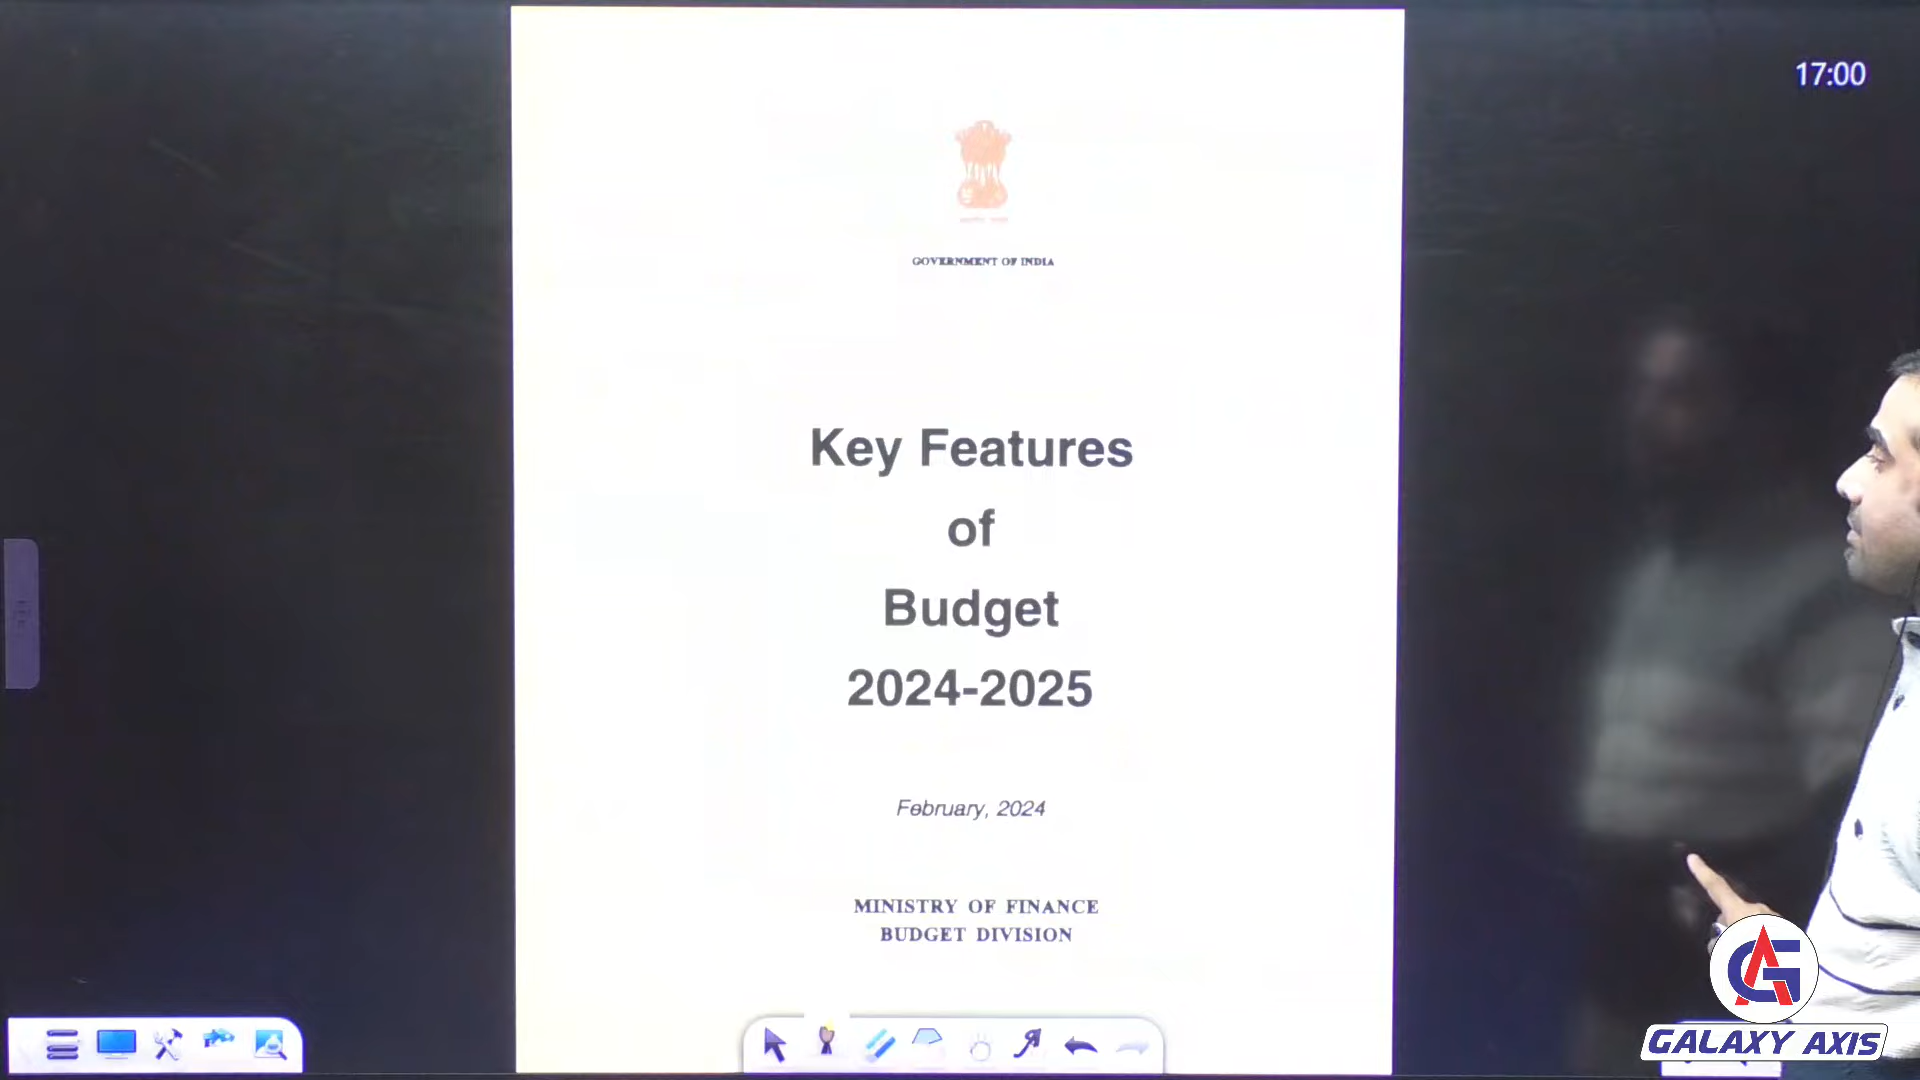 17:00
GOVERNMENT OF INDIA
Key Features
of
Budget
2024-2025
February, 2024
MINISTRY OF FINANCE
BUDGET DIVISION
GALAXY AXIS